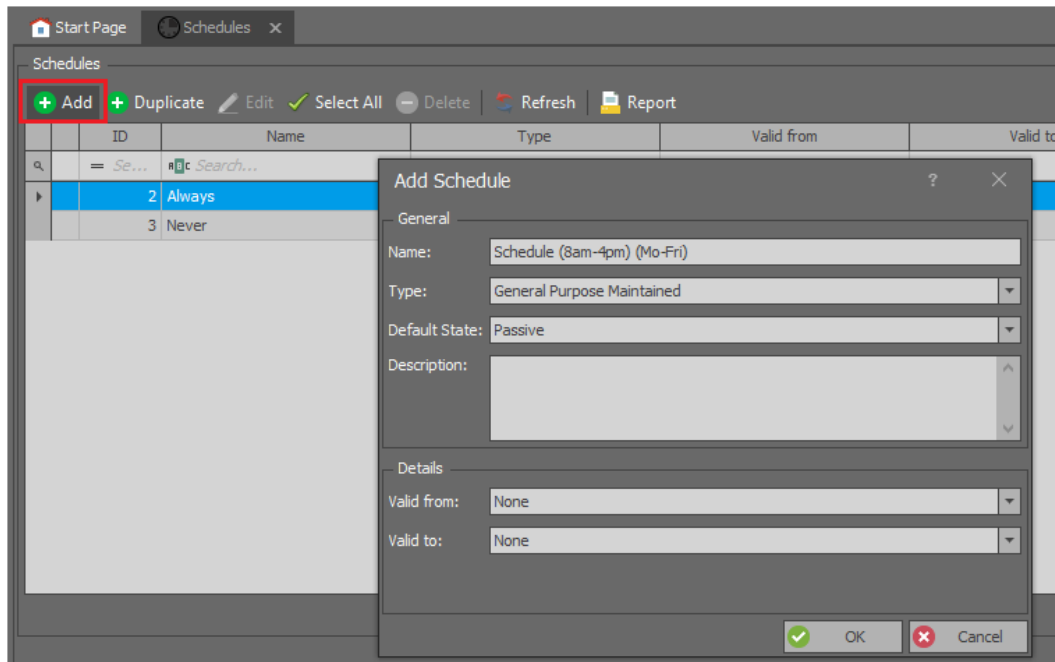 Start Page Schedules
Schedules
Add Duplicate Edit Select All Delete Refresh Report
ID Name Type Valid from Valid to
= Se... ABC Search...
2 Always
3 Never
Add Schedule ?
General
Name: Schedule (8am-4pm) (Mo-Fri)
Type: General Purpose Maintained
Default State: Passive
Description:
Details
Valid from: None
Valid to: None
OK Cancel